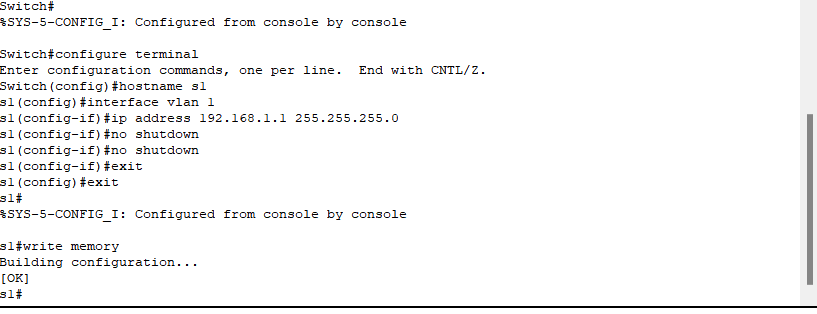 Switch#
%SYS-5-CONFIG_I: Configured from console by console
Switch#configure terminal
Enter configuration commands, one per line.  End with CNTL/Z.
Switch(config)#hostname s1
s1(config)#interface vlan 1
s1(config-if)#ip address 192.168.1.1 255.255.255.0
s1(config-if)#no shutdown
s1(config-if)#no shutdown
s1(config-if)#exit
s1(config)#exit
s1#
%SYS-5-CONFIG_I: Configured from console by console
s1#write memory
Building configuration...
[OK]
s1#